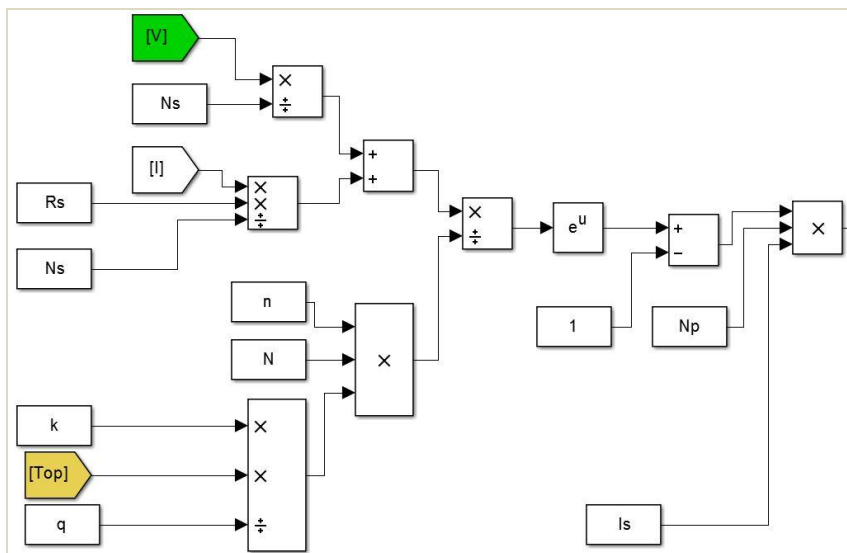 [V]
×
÷
Ns
+
+
[I]
×
×
÷
Rs
Ns
×
÷
e^u
+
−
×
1
Np
n
N
×
k
×
[Top]
×
q
÷
Is